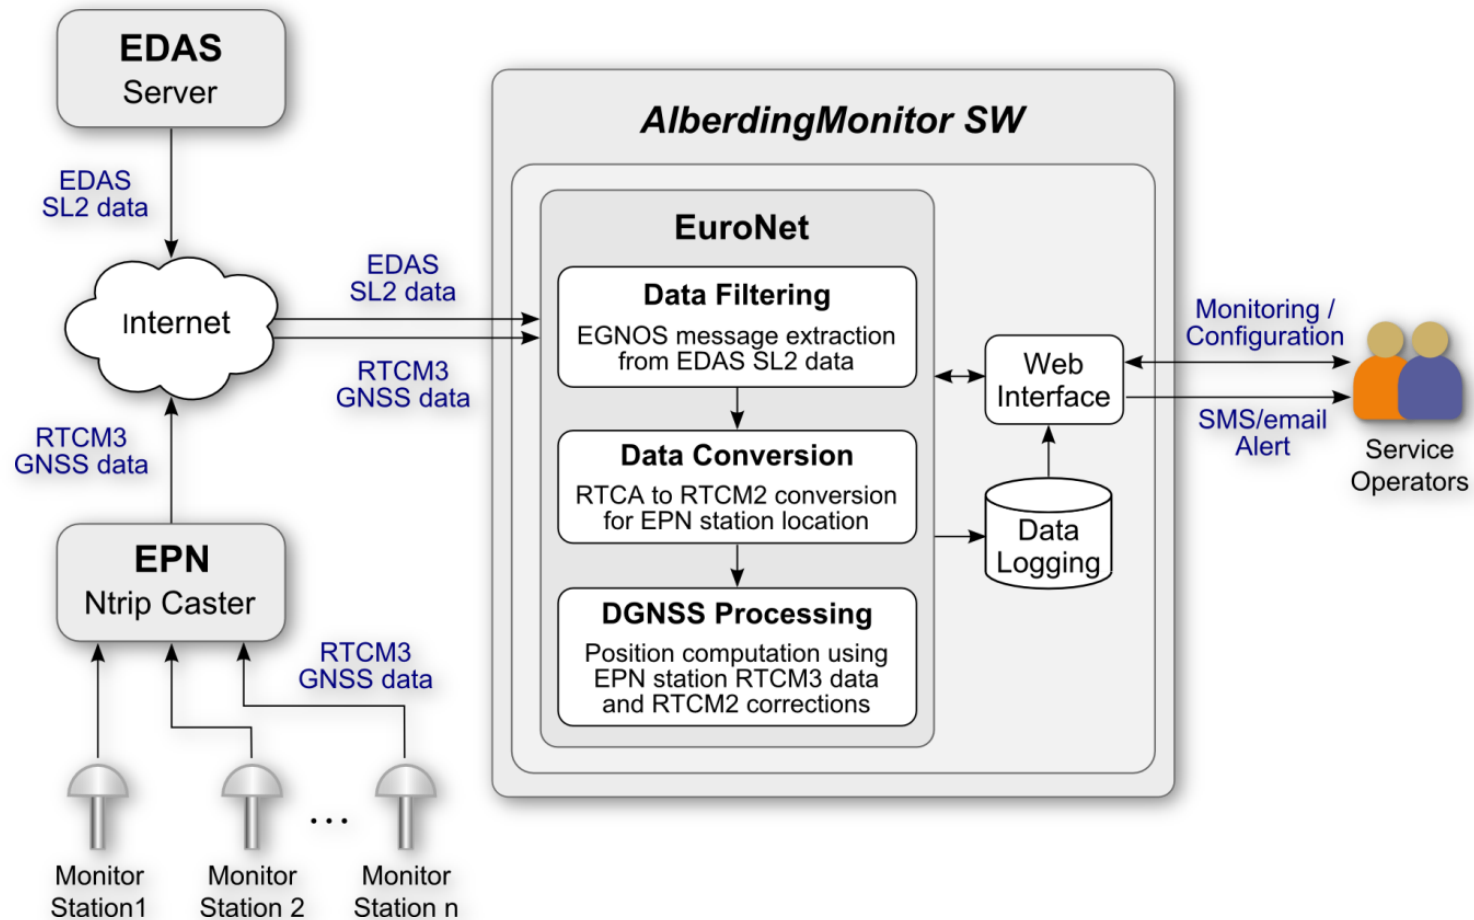 EDAS
Server
EDAS
SL2 data
Internet
RTCM3
GNSS data
EPN
Ntrip Caster
RTCM3
GNSS data
Monitor
Station1
Monitor
Station 2
...
Monitor
Station n
EDAS
SL2 data
RTCM3
GNSS data
AlberdingMonitor SW
EuroNet
Data Filtering
EGNOS message extraction
from EDAS SL2 data
Data Conversion
RTCA to RTCM2 conversion
for EPN station location
DGNSS Processing
Position computation using
EPN station RTCM3 data
and RTCM2 corrections
Web
Interface
Data
Logging
Monitoring /
Configuration
SMS/email
Alert
Service
Operators